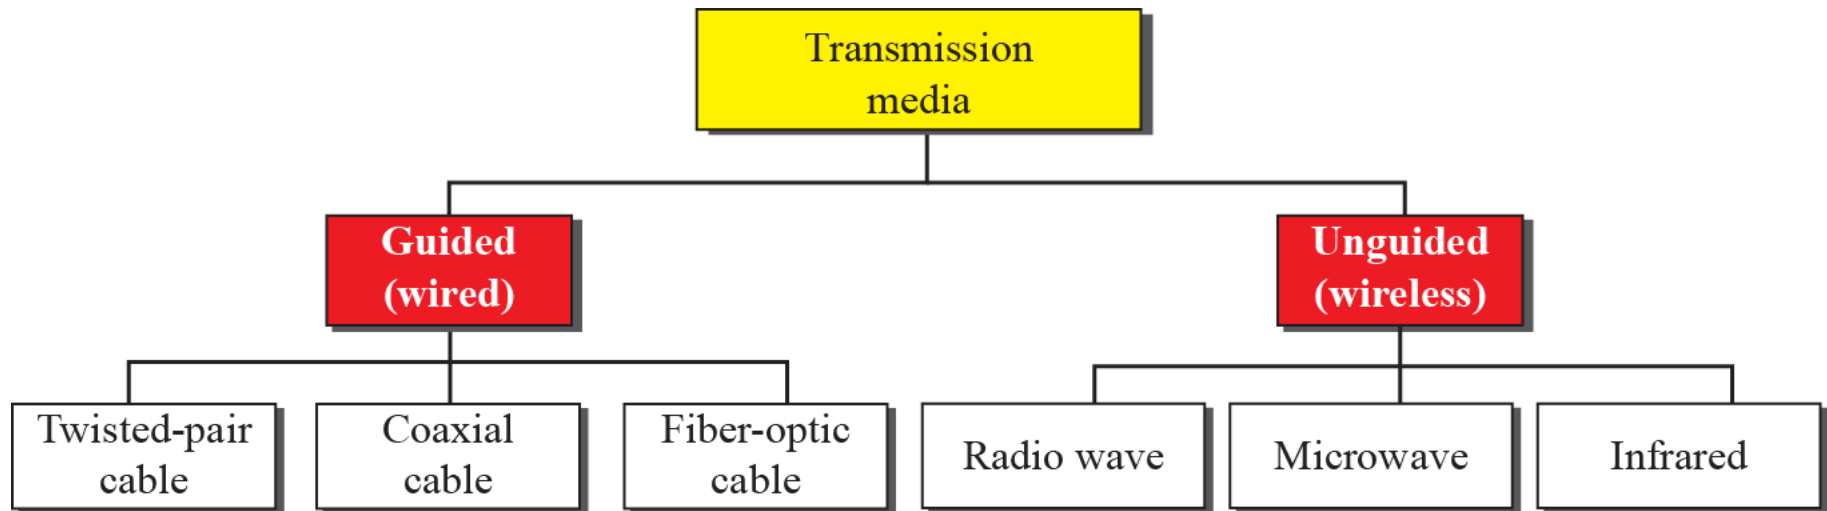 Transmission
media
Guided
(wired)
Unguided
(wireless)
Twisted-pair
cable
Coaxial
cable
Fiber-optic
cable
Radio wave
Microwave
Infrared